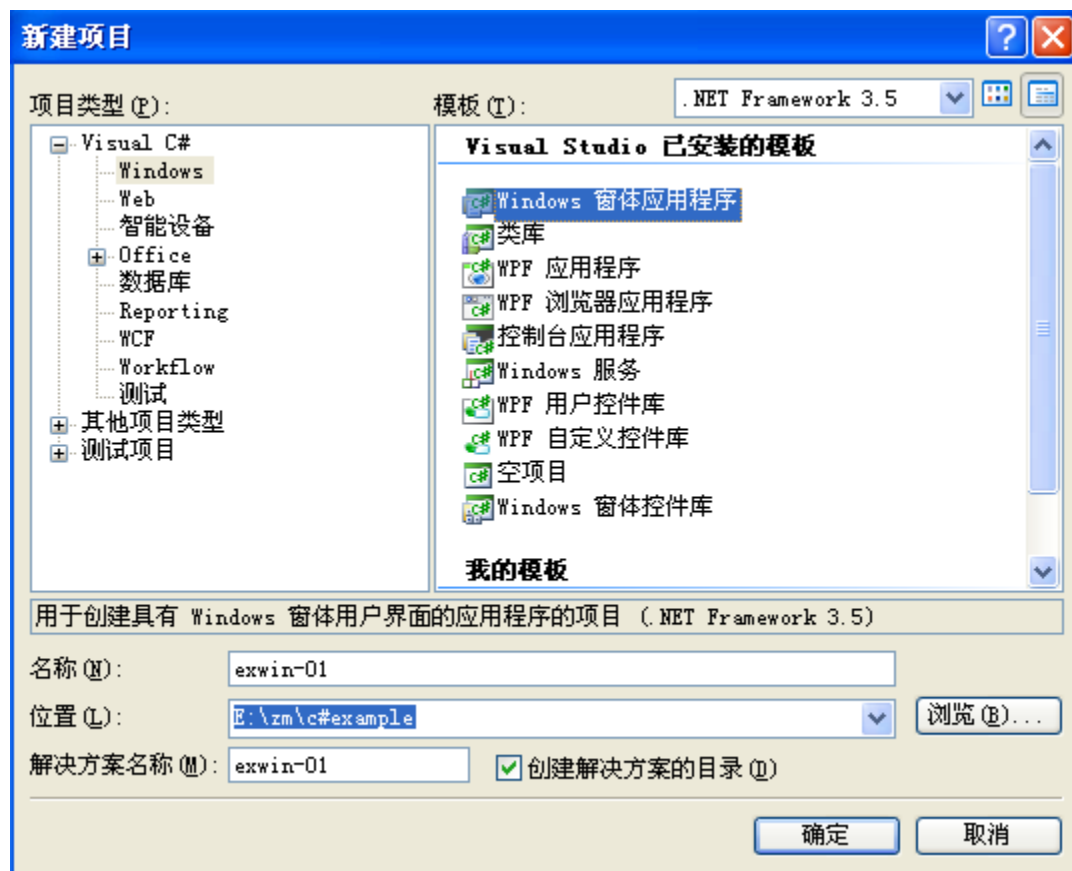 新建项目
项目类型(P):
模板(T):
.NET Framework 3.5
Visual C#
Windows
Web
智能设备
Office
数据库
Reporting
WCF
Workflow
测试
其他项目类型
测试项目
Visual Studio 已安装的模板
Windows 窗体应用程序
类库
WPF 应用程序
WPF 浏览器应用程序
控制台应用程序
Windows 服务
WPF 用户控件库
WPF 自定义控件库
空项目
Windows 窗体控件库
我的模板
用于创建具有 Windows 窗体用户界面的应用程序的项目 (.NET Framework 3.5)
名称(N):
exwin-01
位置(L):
E:\zm\c#example
浏览(B)...
解决方案名称(M):
exwin-01
创建解决方案的目录(D)
确定
取消